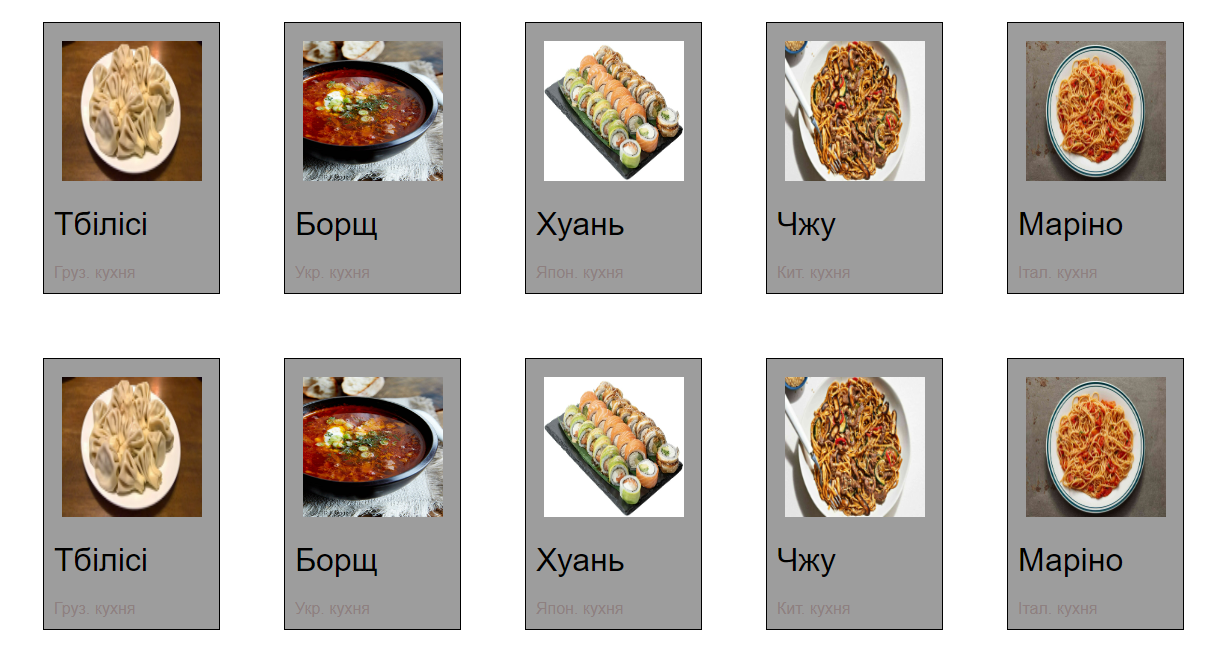 Тбілісі
Груз. кухня
Борщ
Укр. кухня
Хуань
Япон. кухня
Чжу
Кит. кухня
Маріно
Італ. кухня
Тбілісі
Груз. кухня
Борщ
Укр. кухня
Хуань
Япон. кухня
Чжу
Кит. кухня
Маріно
Італ. кухня